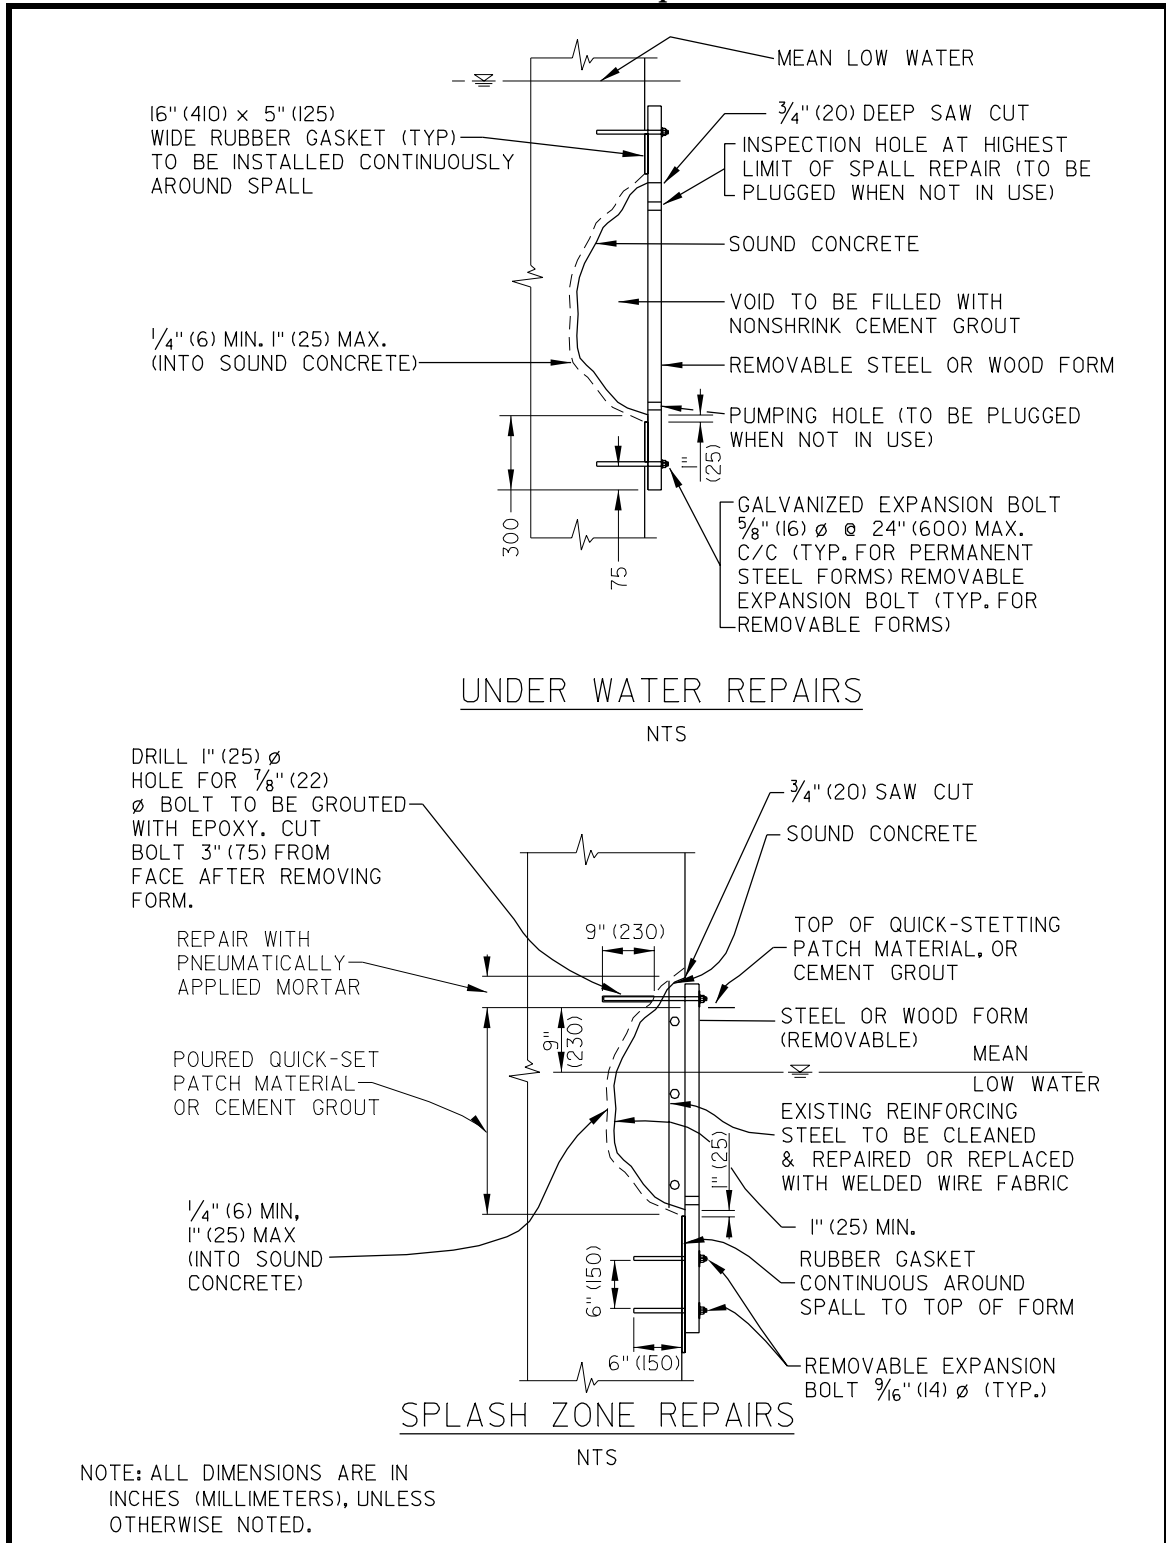 MEAN LOW WATER
16" (410) x 5" (125)
WIDE RUBBER GASKET (TYP)
TO BE INSTALLED CONTINUOUSLY
AROUND SPALL
3/4" (20) DEEP SAW CUT
INSPECTION HOLE AT HIGHEST
LIMIT OF SPALL REPAIR (TO BE
PLUGGED WHEN NOT IN USE)
SOUND CONCRETE
VOID TO BE FILLED WITH
NONSHRINK CEMENT GROUT
1/4" (6) MIN. 1" (25) MAX.
(INTO SOUND CONCRETE)
REMOVABLE STEEL OR WOOD FORM
PUMPING HOLE (TO BE PLUGGED
WHEN NOT IN USE)
1"
(25)
300
75
GALVANIZED EXPANSION BOLT
5/8" (16) ø @ 24" (600) MAX.
C/C (TYP. FOR PERMANENT
STEEL FORMS) REMOVABLE
EXPANSION BOLT (TYP. FOR
REMOVABLE FORMS)
UNDER WATER REPAIRS
NTS
DRILL 1" (25) ø
HOLE FOR 7/8" (22)
ø BOLT TO BE GROUTED
WITH EPOXY. CUT
BOLT 3" (75) FROM
FACE AFTER REMOVING
FORM.
3/4" (20) SAW CUT
SOUND CONCRETE
REPAIR WITH
PNEUMATICALLY
APPLIED MORTAR
9" (230)
TOP OF QUICK-STETTING
PATCH MATERIAL, OR
CEMENT GROUT
STEEL OR WOOD FORM
(REMOVABLE)
9"
(230)
MEAN
LOW WATER
POURED QUICK-SET
PATCH MATERIAL
OR CEMENT GROUT
EXISTING REINFORCING
STEEL TO BE CLEANED
& REPAIRED OR REPLACED
WITH WELDED WIRE FABRIC
1" (25)
1/4" (6) MIN,
1" (25) MAX
(INTO SOUND
CONCRETE)
1" (25) MIN.
RUBBER GASKET
CONTINUOUS AROUND
SPALL TO TOP OF FORM
6" (150)
6" (150)
REMOVABLE EXPANSION
BOLT 9/16" (14) ø (TYP.)
SPLASH ZONE REPAIRS
NTS
NOTE: ALL DIMENSIONS ARE IN
INCHES (MILLIMETERS), UNLESS
OTHERWISE NOTED.